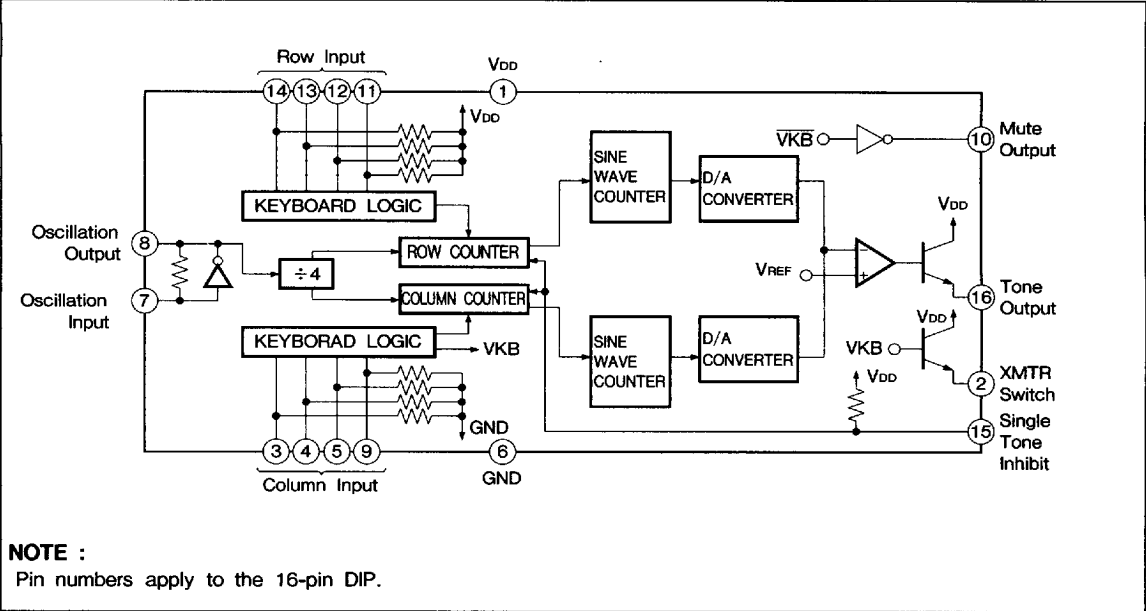 Row Input
VDD
14 13 12 11
1
VDD
VKB
10
Mute
Output
SINE
WAVE
COUNTER
D/A
CONVERTER
KEYBOARD LOGIC
VDD
Oscillation
Output
8
ROW COUNTER
−
÷4
VREF
+
Oscillation
Input
7
COLUMN COUNTER
16
Tone
Output
VDD
KEYBORAD LOGIC
VKB
SINE
WAVE
COUNTER
D/A
CONVERTER
VKB
VDD
2
XMTR
Switch
GND
15
Single
Tone
Inhibit
3 4 5 9
6
Column Input
GND
NOTE :
Pin numbers apply to the 16-pin DIP.